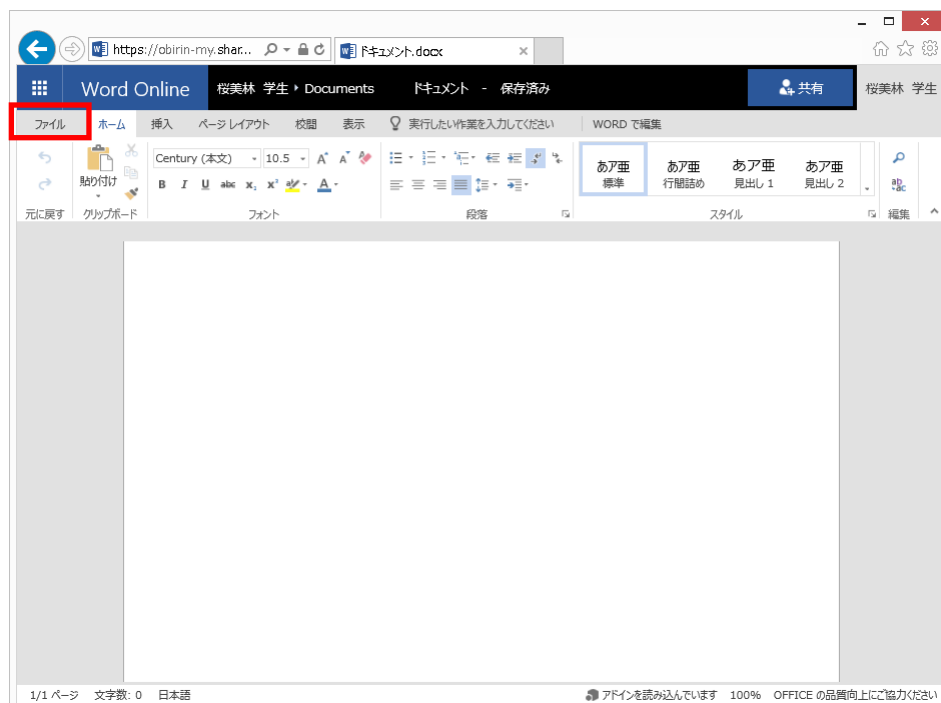 https://obirin-my.shar... ドキュメント.docx
Word Online 桜美林 学生 ▸ Documents ドキュメント - 保存済み 共有 桜美林 学生
ファイル ホーム 挿入 ページ レイアウト 校閲 表示 実行したい作業を入力してください WORD で編集
貼り付け Century (本文) 10.5 A A
B I U abc x₂ x² ab A
あア亜 あア亜 あア亜 あア亜
標準 行間詰め 見出し 1 見出し 2
ab
ac
元に戻す クリップボード フォント 段落 スタイル 編集
1/1 ページ 文字数: 0 日本語 アドインを読み込んでいます 100% OFFICE の品質向上にご協力ください